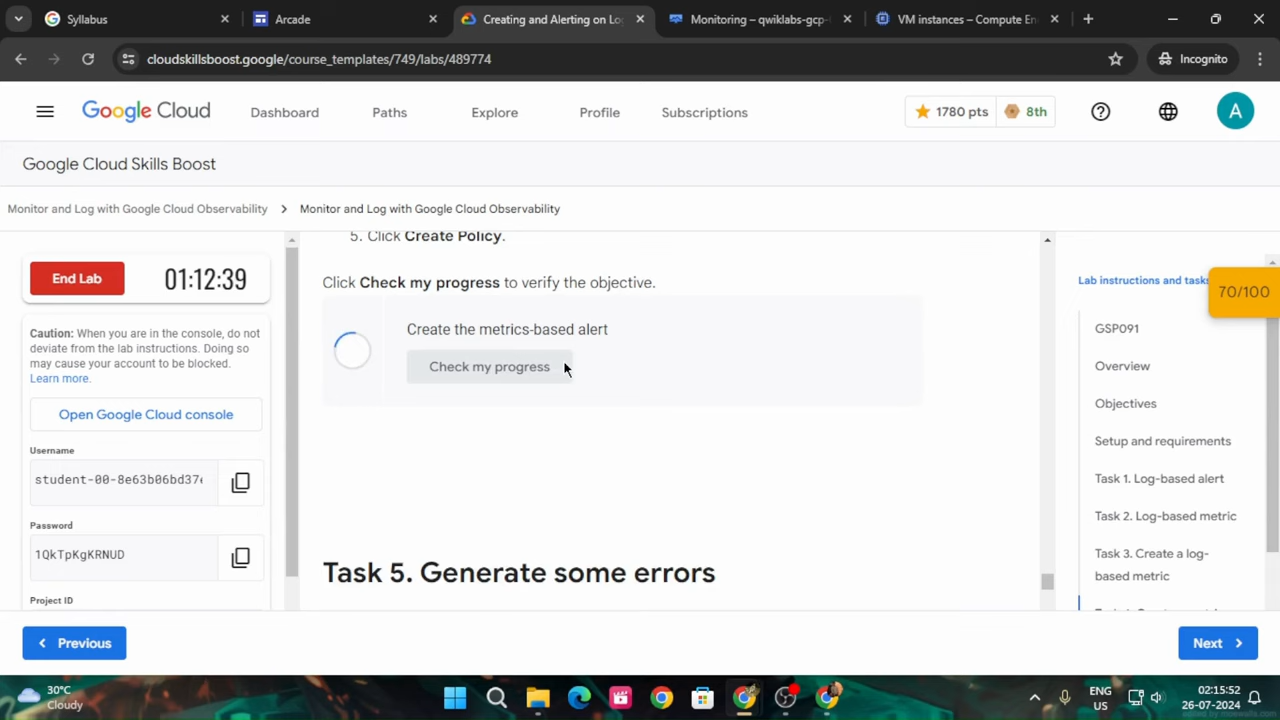 Syllabus
Arcade
Creating and Alerting on Lo
Monitoring – qwiklabs-gcp-
VM instances – Compute En
cloudskillsboost.google/course_templates/749/labs/489774
Incognito
Google Cloud
Dashboard
Paths
Explore
Profile
Subscriptions
1780 pts
8th
A
Google Cloud Skills Boost
Monitor and Log with Google Cloud Observability
Monitor and Log with Google Cloud Observability
End Lab
01:12:39
Caution: When you are in the console, do not
deviate from the lab instructions. Doing so
may cause your account to be blocked.
Learn more.
Open Google Cloud console
Username
student-00-8e63b06bd37
Password
1QkTpKgKRNUD
Project ID
5. Click Create Policy.
Click Check my progress to verify the objective.
Create the metrics-based alert
Check my progress
Task 5. Generate some errors
Lab instructions and tasks
70/100
GSP091
Overview
Objectives
Setup and requirements
Task 1. Log-based alert
Task 2. Log-based metric
Task 3. Create a log-
based metric
Previous
Next
30°C
Cloudy
ENG
US
02:15:52
26-07-2024